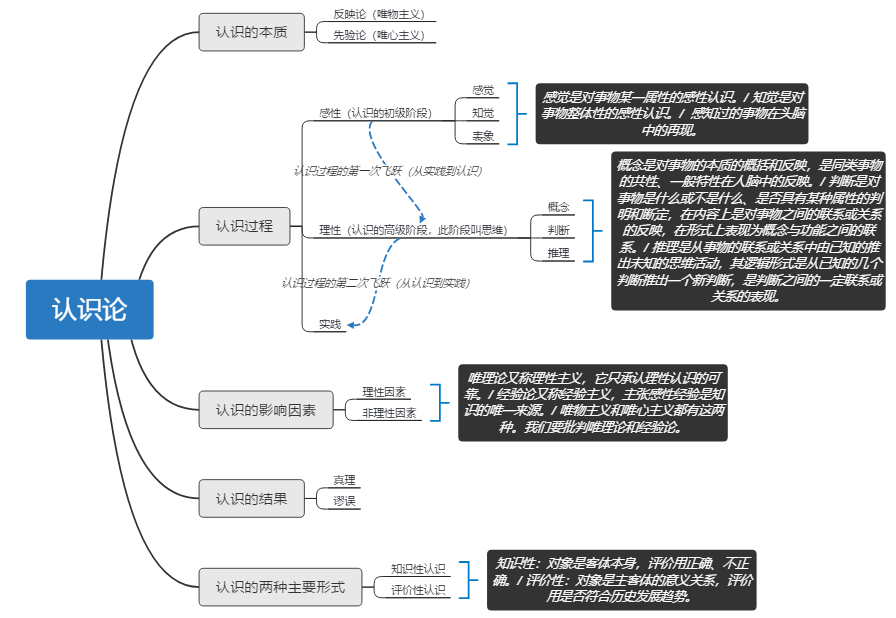 认识论
认识的本质
反映论（唯物主义）
先验论（唯心主义）
认识过程
感性（认识的初级阶段）
感觉
知觉
表象
感觉是对事物某一属性的感性认识。/ 知觉是对
事物整体性的感性认识。/ 感知过的事物在头脑
中的再现。
认识过程的第一次飞跃（从实践到认识）
理性（认识的高级阶段，此阶段叫思维）
概念
判断
推理
概念是对事物的本质的概括和反映，是同类事物
的共性、一般特性在人脑中的反映。/ 判断是对
事物是什么或不是什么、是否具有某种属性的判
明和断定，在内容上是对事物之间的联系或关系
的反映，在形式上表现为概念与功能之间的联
系。/ 推理是从事物的联系或关系中由已知的推
出未知的思维活动，其逻辑形式是从已知的几个
判断推出一个新判断，是判断之间的一定联系或
关系的表现。
认识过程的第二次飞跃（从认识到实践）
实践
认识的影响因素
理性因素
非理性因素
唯理论又称理性主义，它只承认理性认识的可
靠。/ 经验论又称经验主义，主张感性经验是知
识的唯一来源。/ 唯物主义和唯心主义都有这两
种。我们要批判唯理论和经验论。
认识的结果
真理
谬误
认识的两种主要形式
知识性认识
评价性认识
知识性：对象是客体本身，评价用正确、不正
确。/ 评价性：对象是主客体的意义关系，评价
用是否符合历史发展趋势。